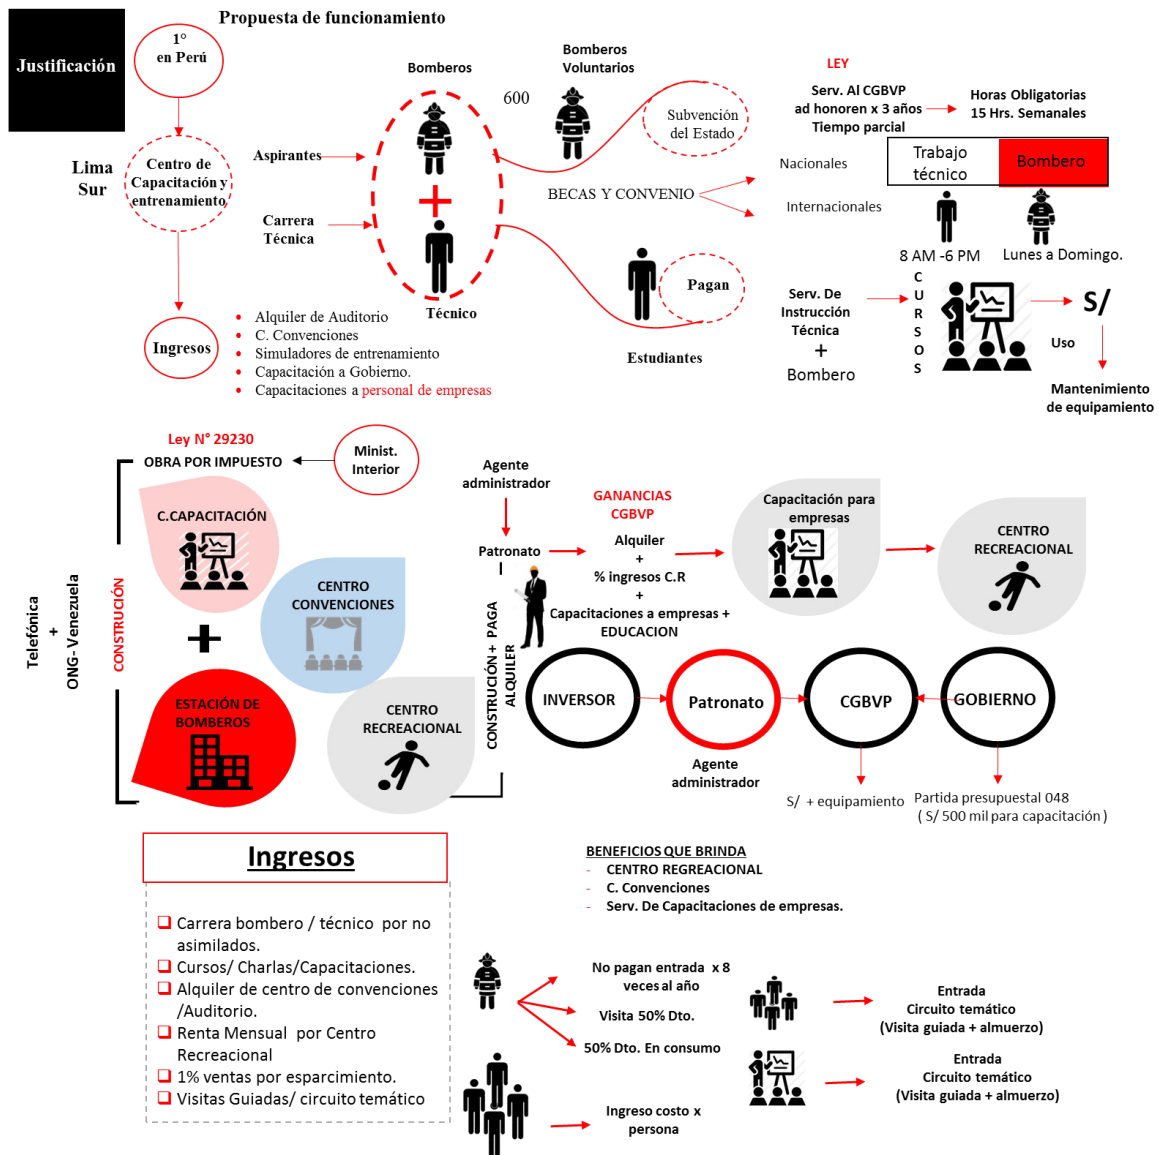 Propuesta de funcionamiento
Justificación
1°
en Perú
Lima
Sur
Centro de
Capacitación y
entrenamiento
Ingresos
Aspirantes
Carrera
Técnica
Bomberos
Técnico
600
Bomberos
Voluntarios
Subvención
del Estado
BECAS Y CONVENIO
Nacionales
Internacionales
Pagan
Estudiantes
• Alquiler de Auditorio
• C. Convenciones
• Simuladores de entrenamiento
• Capacitación a Gobierno.
• Capacitaciones a personal de empresas
LEY
Serv. Al CGBVP
ad honoren x 3 años
Tiempo parcial
Horas Obligatorias
15 Hrs. Semanales
Trabajo
técnico
Bombero
8 AM -6 PM
Lunes a Domingo.
Serv. De
Instrucción
Técnica
+
Bombero
CURSOS
S/
Uso
Mantenimiento
de equipamiento
Ley N° 29230
OBRA POR IMPUESTO
Minist.
Interior
Telefónica
+
ONG- Venezuela
CONSTRUCIÓN
C.CAPACITACIÓN
CENTRO
CONVENCIONES
+
ESTACIÓN DE
BOMBEROS
CENTRO
RECREACIONAL
CONSTRUCIÓN + PAGA
ALQUILER
Agente
administrador
Patronato
GANANCIAS
CGBVP
Alquiler
+
% ingresos C.R
+
Capacitaciones a empresas +
EDUCACION
Capacitación para
empresas
CENTRO
RECREACIONAL
INVERSOR
Patronato
CGBVP
GOBIERNO
Agente
administrador
S/ + equipamiento
Partida presupuestal 048
( S/ 500 mil para capacitación )
Ingresos
Carrera bombero / técnico por no
asimilados.
Cursos/ Charlas/Capacitaciones.
Alquiler de centro de convenciones
/Auditorio.
Renta Mensual por Centro
Recreacional
1% ventas por esparcimiento.
Visitas Guiadas/ circuito temático
BENEFICIOS QUE BRINDA
- CENTRO REGREACIONAL
- C. Convenciones
- Serv. De Capacitaciones de empresas.
No pagan entrada x 8
veces al año
Visita 50% Dto.
50% Dto. En consumo
Ingreso costo x
persona
Entrada
Circuito temático
(Visita guiada + almuerzo)
Entrada
Circuito temático
(Visita guiada + almuerzo)